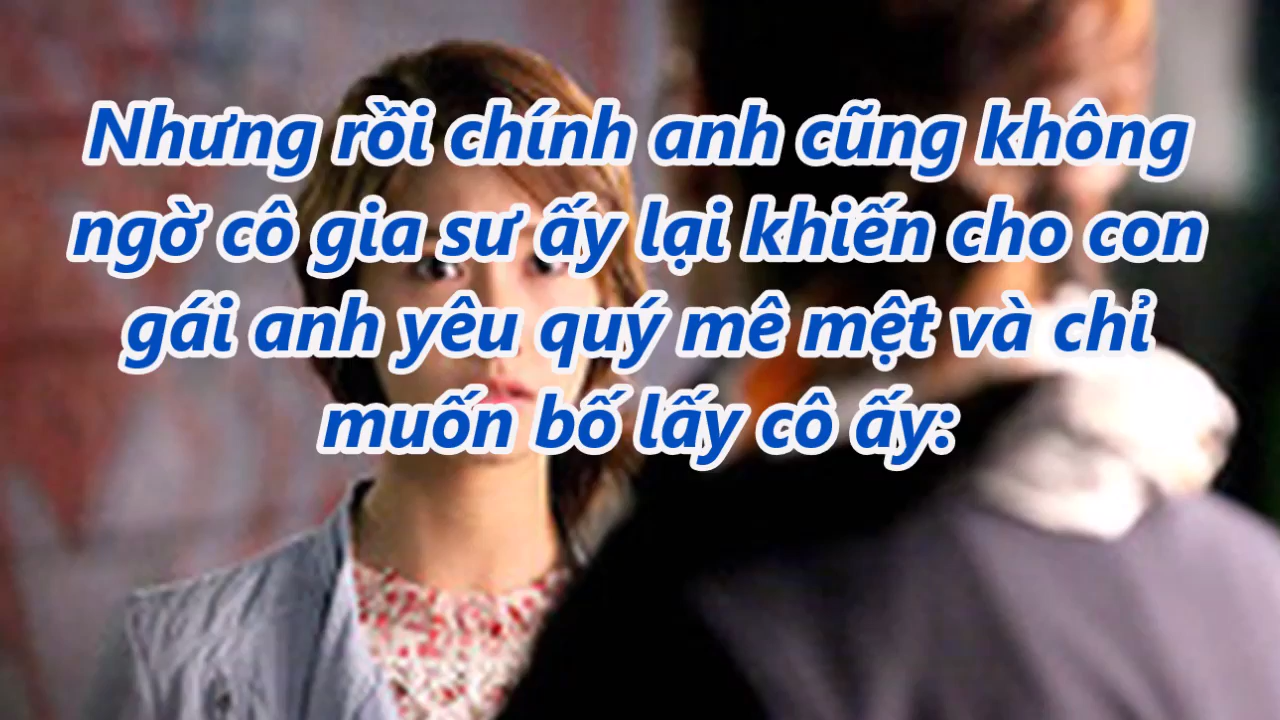 Nhưng rồi chính anh cũng không
ngờ cô gia sư ấy lại khiến cho con
gái anh yêu quý mê mệt và chỉ
muốn bố lấy cô ấy: